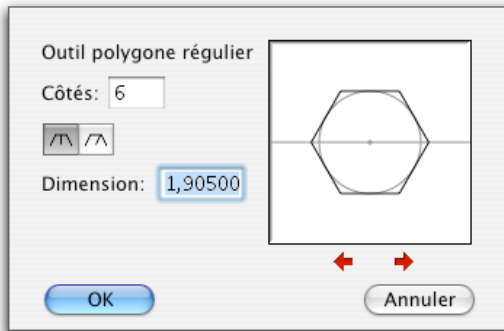 Outil polygone régulier
Côtés: 6
Dimension: 1,90500
OK
Annuler